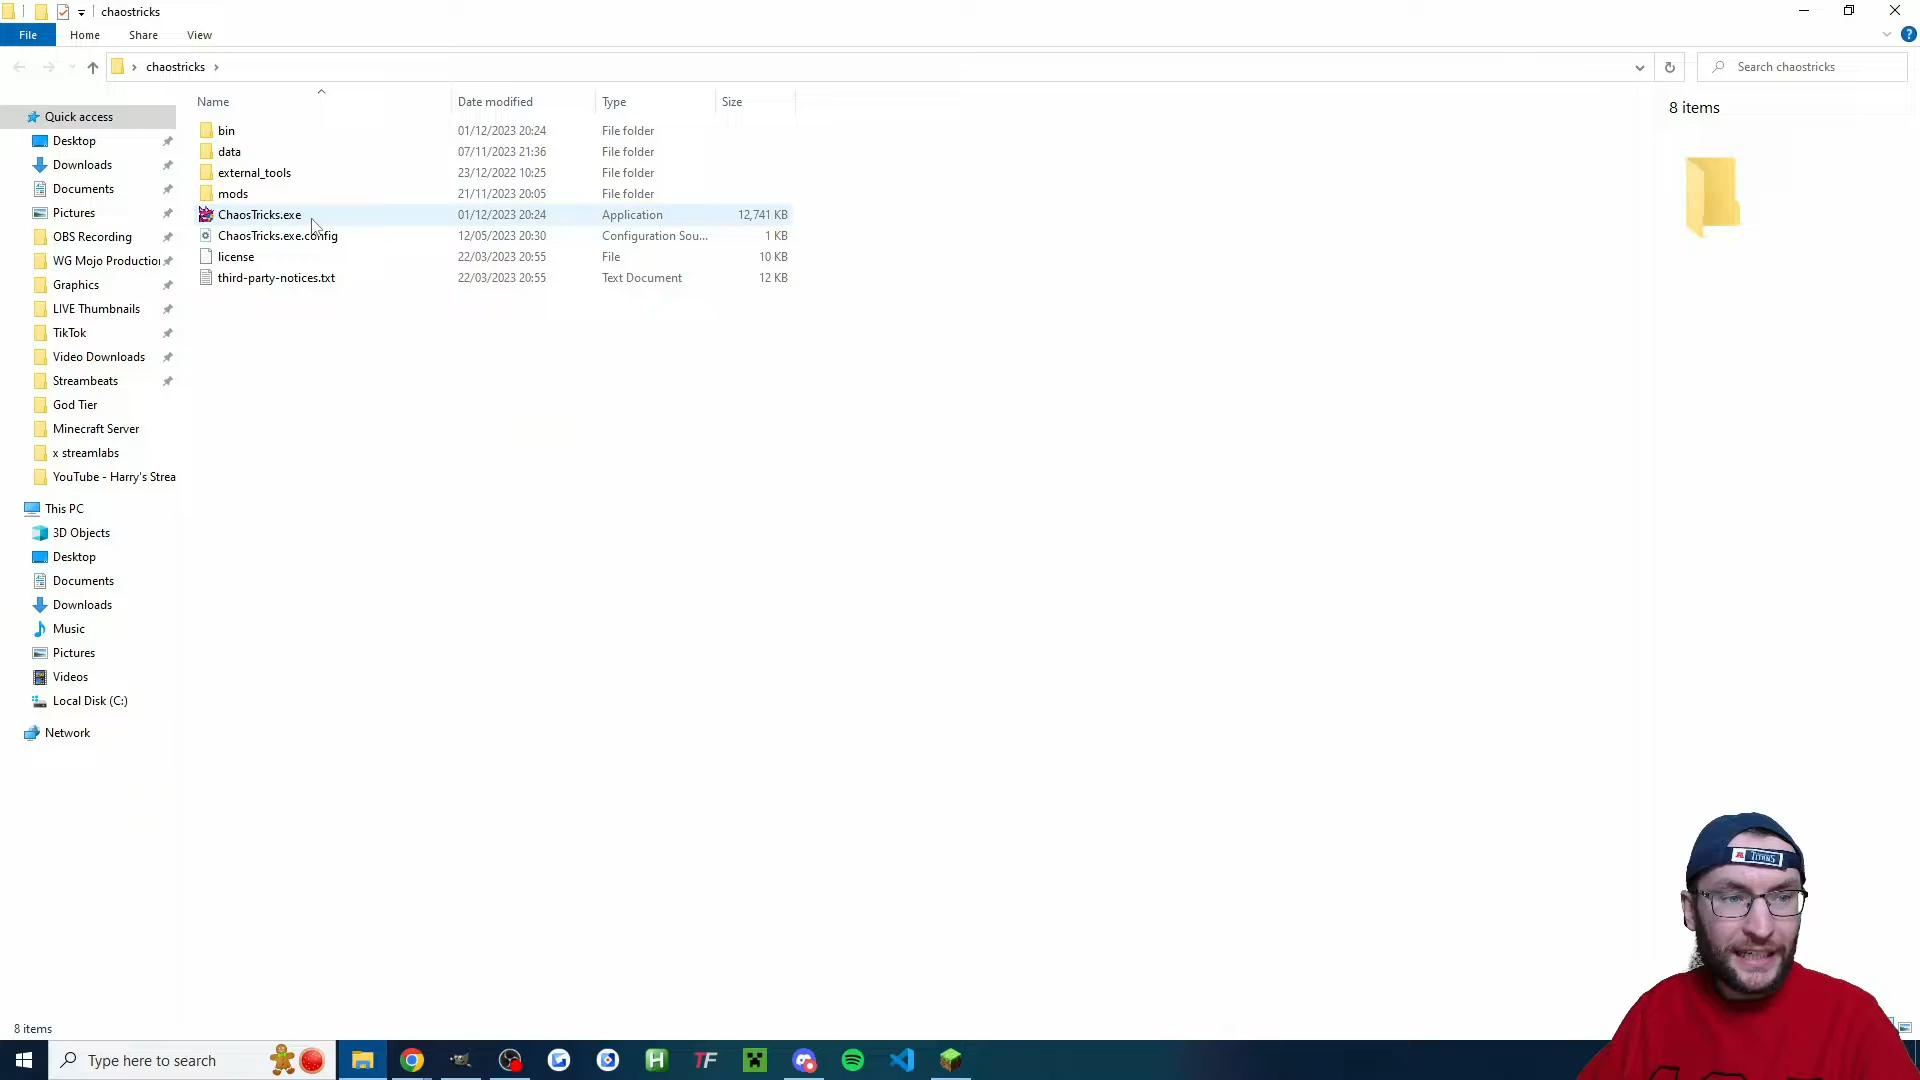 chaostricks
File
Home
Share
View
chaostricks
Search chaostricks
Name
Date modified
Type
Size
8 items
Quick access
Desktop
Downloads
Documents
Pictures
OBS Recording
WG Mojo Productio
Graphics
LIVE Thumbnails
TikTok
Video Downloads
Streambeats
God Tier
Minecraft Server
x streamlabs
YouTube - Harry's Strea
This PC
3D Objects
Desktop
Documents
Downloads
Music
Pictures
Videos
Local Disk (C:)
Network
bin 01/12/2023 20:24 File folder
data 07/11/2023 21:36 File folder
external_tools 23/12/2022 10:25 File folder
mods 21/11/2023 20:05 File folder
ChaosTricks.exe 01/12/2023 20:24 Application 12,741 KB
ChaosTricks.exe.config 12/05/2023 20:30 Configuration Sou... 1 KB
license 22/03/2023 20:55 File 10 KB
third-party-notices.txt 22/03/2023 20:55 Text Document 12 KB
TITANS
8 items
Type here to search
H
TF